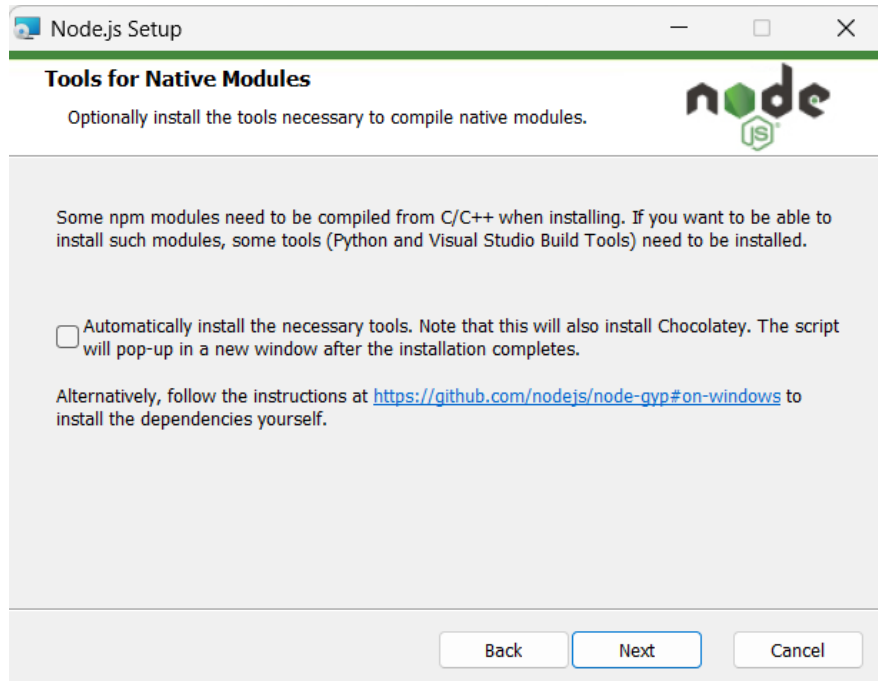 Node.js Setup
Tools for Native Modules
Optionally install the tools necessary to compile native modules.
node
JS
Some npm modules need to be compiled from C/C++ when installing. If you want to be able to
install such modules, some tools (Python and Visual Studio Build Tools) need to be installed.
Automatically install the necessary tools. Note that this will also install Chocolatey. The script
will pop-up in a new window after the installation completes.
Alternatively, follow the instructions at https://github.com/nodejs/node-gyp#on-windows to
install the dependencies yourself.
Back
Next
Cancel